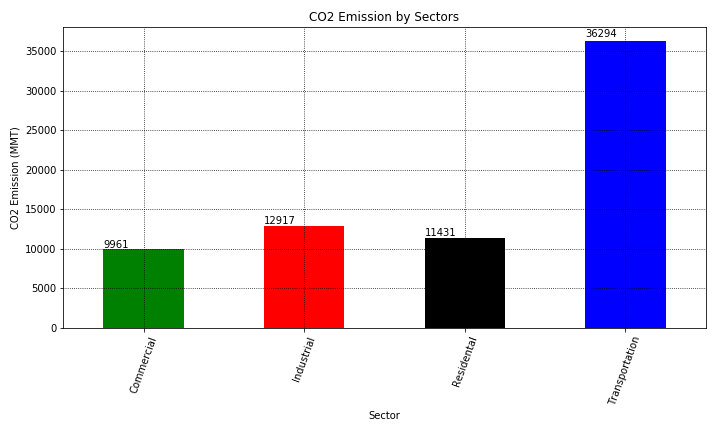 CO2 Emission by Sectors
CO2 Emission (MMT)
35000
30000
25000
20000
15000
10000
5000
0
9961
12917
11431
36294
Commercial
Industrial
Residental
Transportation
Sector